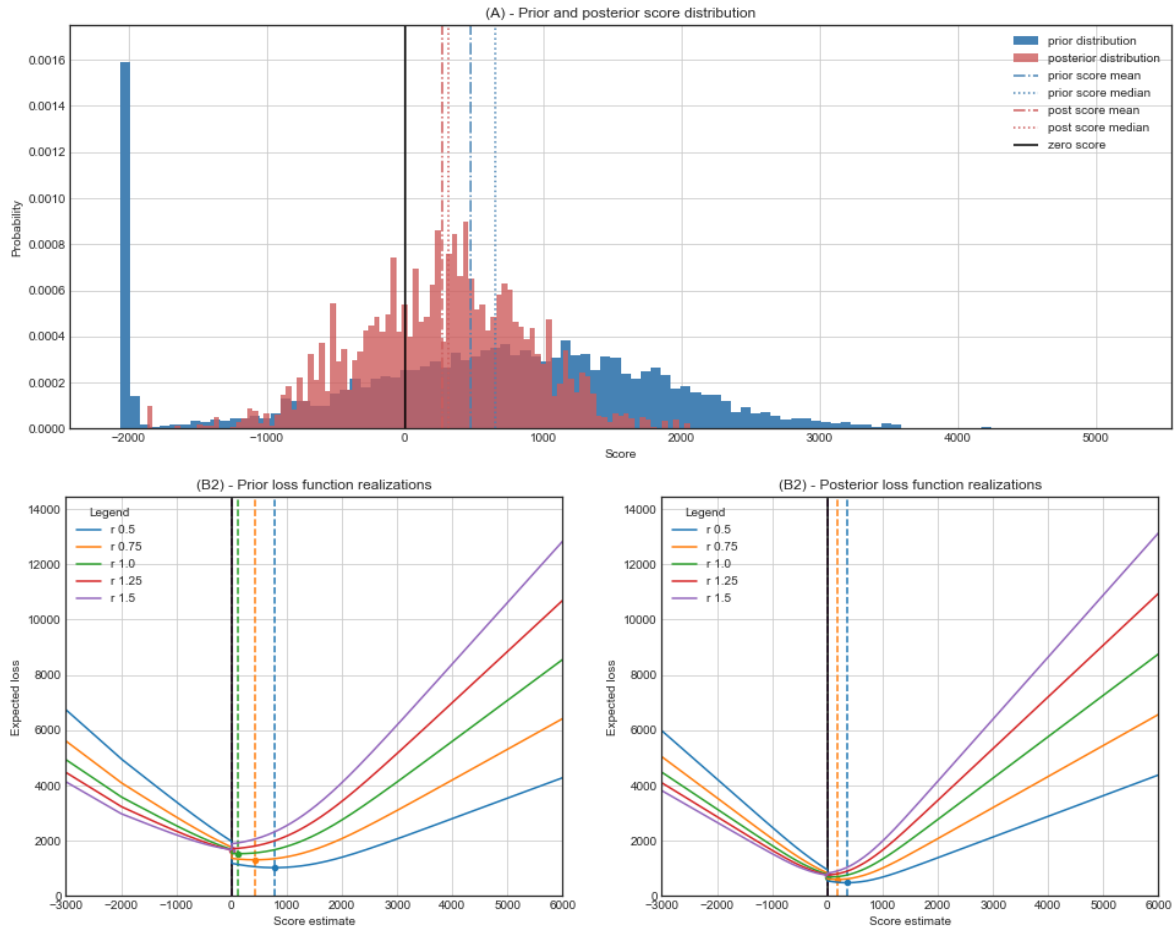 (A) - Prior and posterior score distribution
0.0016
0.0014
0.0012
0.0010
0.0008
0.0006
0.0004
0.0002
0.0000
Probability
prior distribution
posterior distribution
prior score mean
prior score median
post score mean
post score median
zero score
−2000 −1000 0 1000 2000 3000 4000 5000
Score
(B2) - Prior loss function realizations
14000
12000
10000
8000
6000
4000
2000
0
Expected loss
Legend
r 0.5
r 0.75
r 1.0
r 1.25
r 1.5
−3000 −2000 −1000 0 1000 2000 3000 4000 5000 6000
Score estimate
(B2) - Posterior loss function realizations
14000
12000
10000
8000
6000
4000
2000
0
Expected loss
Legend
r 0.5
r 0.75
r 1.0
r 1.25
r 1.5
−3000 −2000 −1000 0 1000 2000 3000 4000 5000 6000
Score estimate